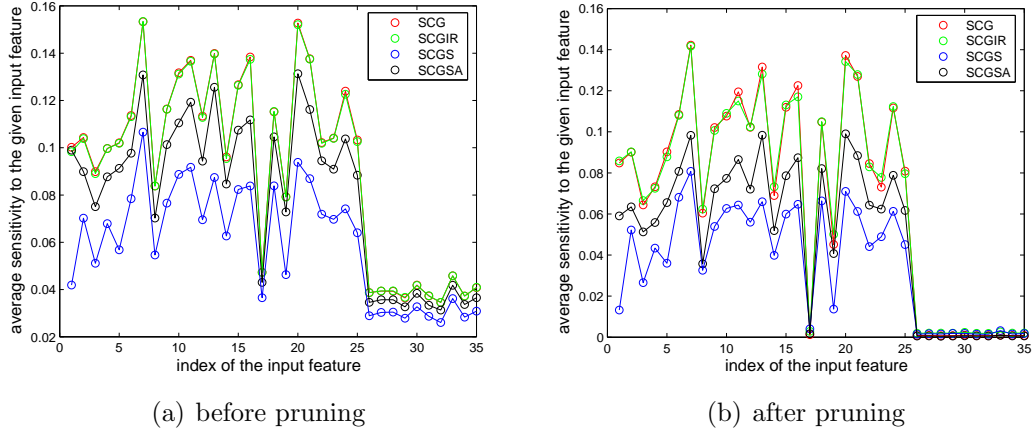 average sensitivity to the given input feature
0.16
0.14
0.12
0.1
0.08
0.06
0.04
0.02
0 5 10 15 20 25 30 35
index of the input feature
SCG
SCGIR
SCGS
SCGSA
(a) before pruning
average sensitivity to the given input feature
0.16
0.14
0.12
0.1
0.08
0.06
0.04
0.02
0
0 5 10 15 20 25 30 35
index of the input feature
SCG
SCGIR
SCGS
SCGSA
(b) after pruning